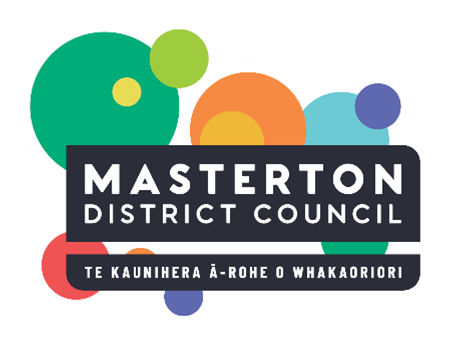 MASTERTON
DISTRICT COUNCIL
TE KAUNIHERA Ā-ROHE O WHAKAORIORI